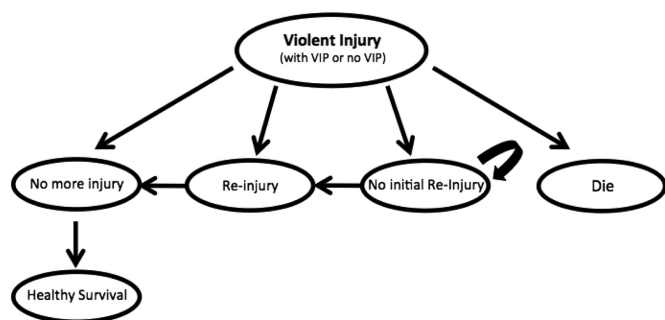 Violent Injury
(with VIP or no VIP)
No more injury
Re-injury
No initial Re-Injury
Die
Healthy Survival